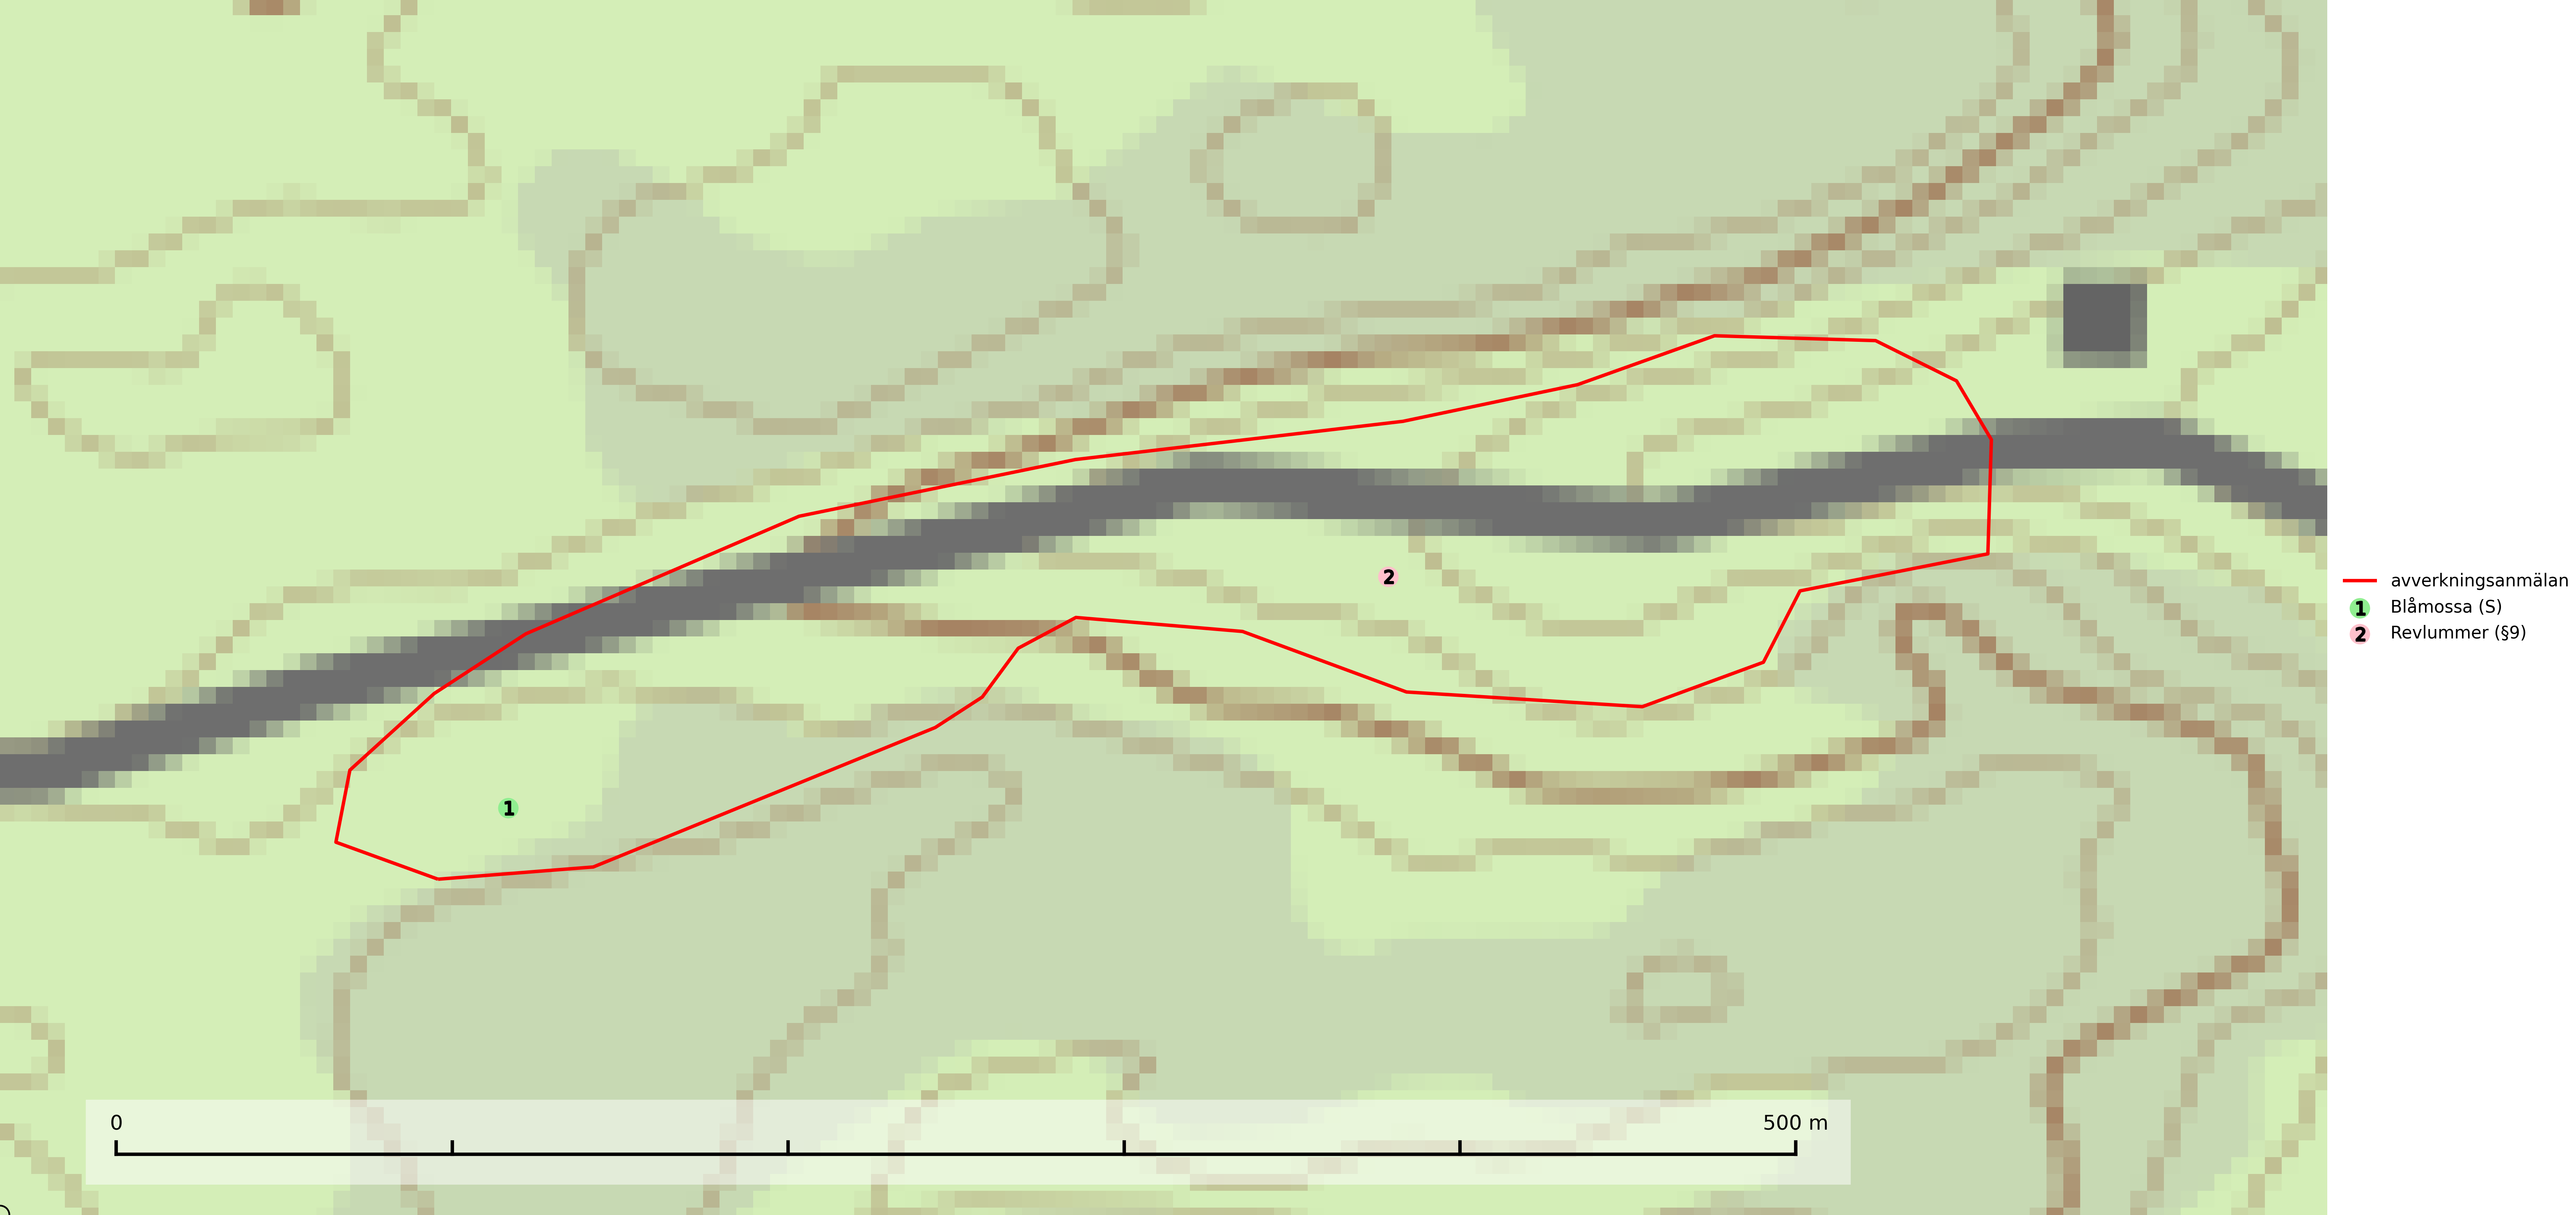 avverkningsanmälan
1 Blåmossa (S)
2 Revlummer (§9)
2
1
0 500 m